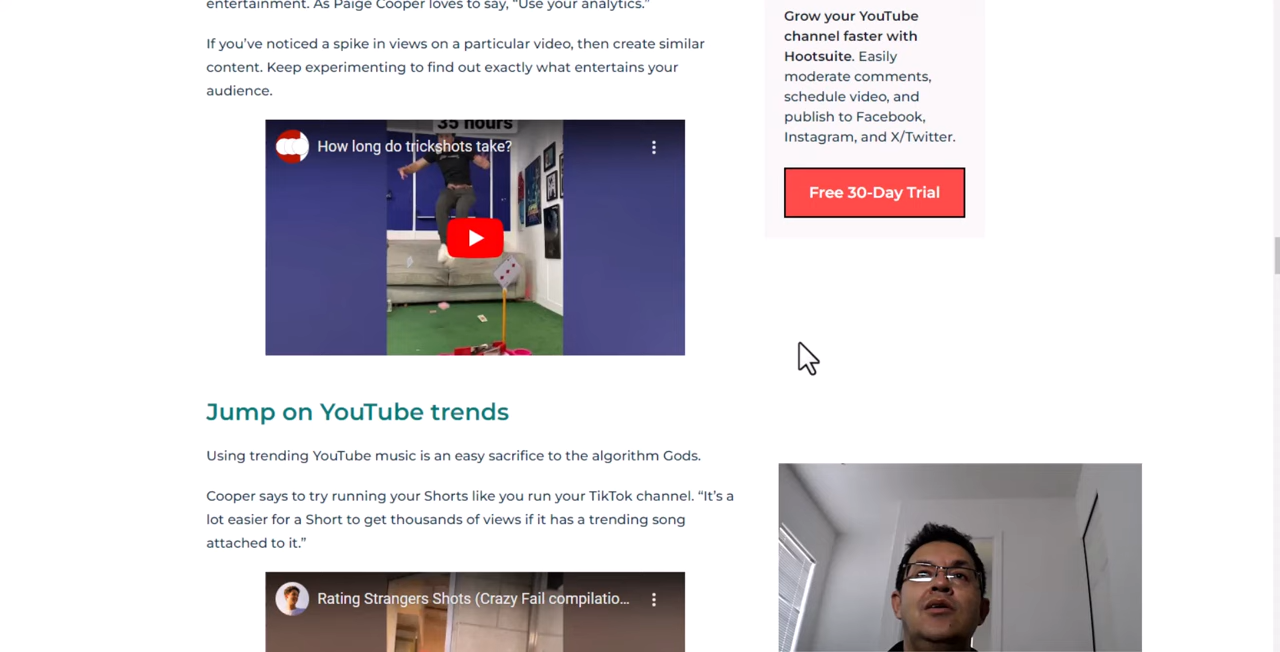 entertainment. As Paige Cooper loves to say, “Use your analytics.”
If you’ve noticed a spike in views on a particular video, then create similar
content. Keep experimenting to find out exactly what entertains your
audience.
35 hours
How long do trickshots take?
Jump on YouTube trends
Using trending YouTube music is an easy sacrifice to the algorithm Gods.
Cooper says to try running your Shorts like you run your TikTok channel. “It’s a
lot easier for a Short to get thousands of views if it has a trending song
attached to it.”
Rating Strangers Shots (Crazy Fail compilatio...
Grow your YouTube
channel faster with
Hootsuite. Easily
moderate comments,
schedule video, and
publish to Facebook,
Instagram, and X/Twitter.
Free 30-Day Trial